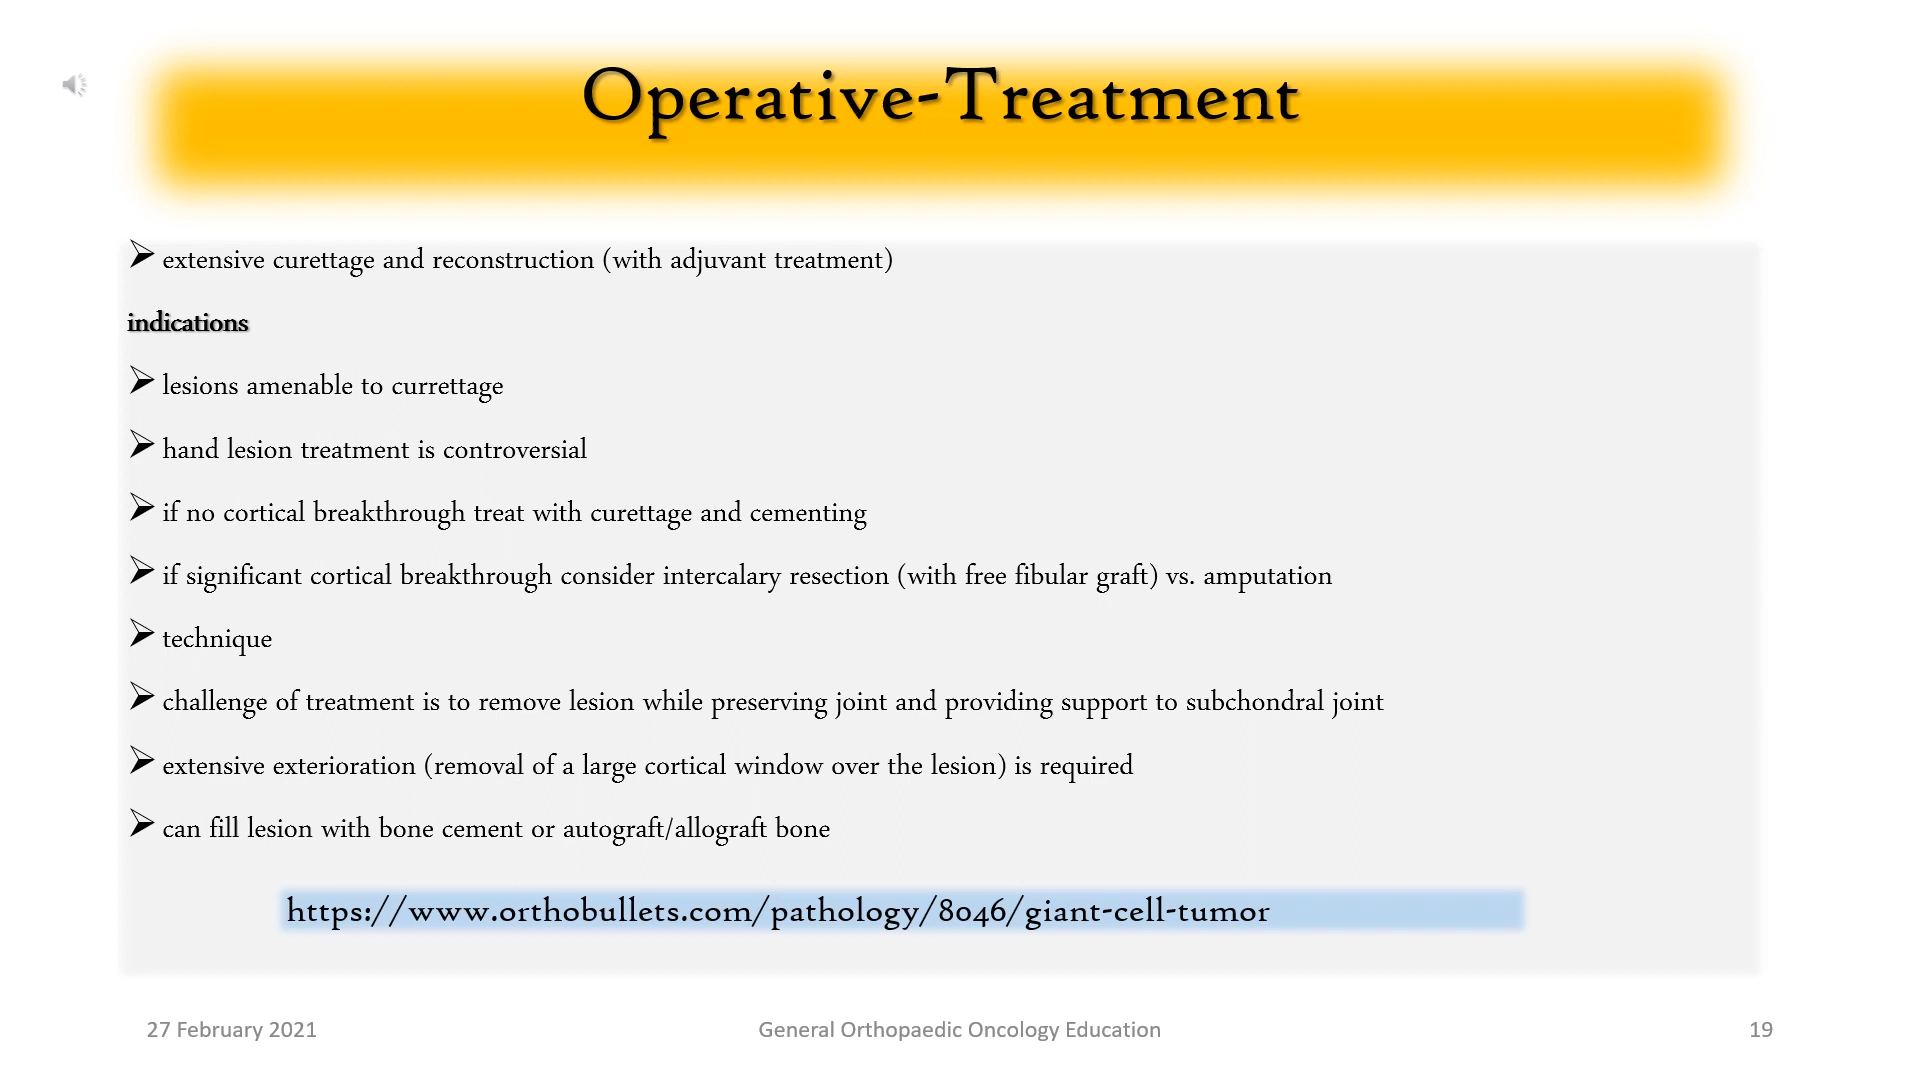 Operative-Treatment
extensive curettage and reconstruction (with adjuvant treatment)
indications
lesions amenable to currettage
hand lesion treatment is controversial
if no cortical breakthrough treat with curettage and cementing
if significant cortical breakthrough consider intercalary resection (with free fibular graft) vs. amputation
technique
challenge of treatment is to remove lesion while preserving joint and providing support to subchondral joint
extensive exterioration (removal of a large cortical window over the lesion) is required
can fill lesion with bone cement or autograft/allograft bone
https://www.orthobullets.com/pathology/8046/giant-cell-tumor
27 February 2021
General Orthopaedic Oncology Education
19